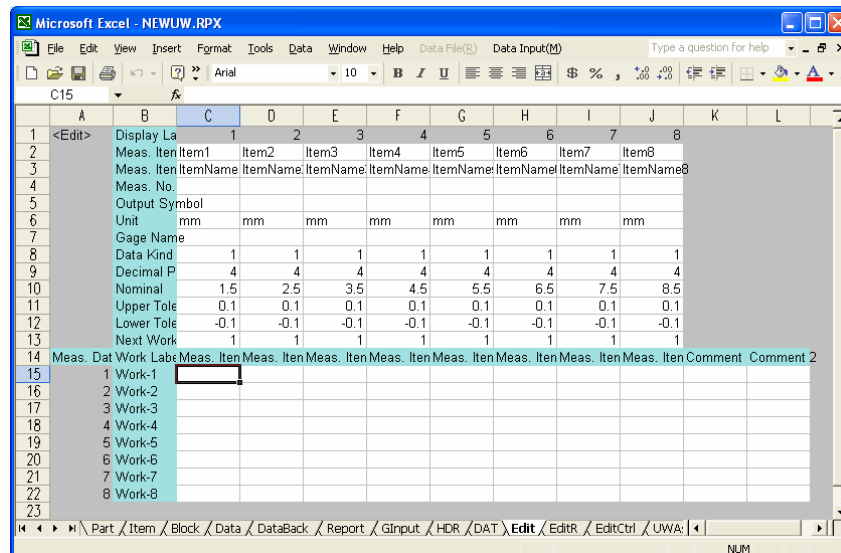 Microsoft Excel - NEWUW.RPX
File Edit View Insert Format Tools Data Window Help Data File(R) Data Input(M) Type a question for help
Arial 10 B I U $ % ,
C15 fx
A B C D E F G H I J K L
1 <Edit> Display La 1 2 3 4 5 6 7 8
2 Meas. Iten Item1 Item2 Item3 Item4 Item5 Item6 Item7 Item8
3 Meas. Iten ItemName ItemName ItemName ItemName ItemName ItemName ItemName ItemName8
4 Meas. No.
5 Output Symbol
6 Unit mm mm mm mm mm mm mm mm
7 Gage Name
8 Data Kind 1 1 1 1 1 1 1 1
9 Decimal P 4 4 4 4 4 4 4 4
10 Nominal 1.5 2.5 3.5 4.5 5.5 6.5 7.5 8.5
11 Upper Tole 0.1 0.1 0.1 0.1 0.1 0.1 0.1 0.1
12 Lower Tole -0.1 -0.1 -0.1 -0.1 -0.1 -0.1 -0.1 -0.1
13 Next Work 1 1 1 1 1 1 1 1
14 Meas. Dat Work Labe Meas. Iten Meas. Iten Meas. Iten Meas. Iten Meas. Iten Meas. Iten Meas. Iten Meas. Iten Comment Comment 2
15 1 Work-1
16 2 Work-2
17 3 Work-3
18 4 Work-4
19 5 Work-5
20 6 Work-6
21 7 Work-7
22 8 Work-8
23
Part Item Block Data DataBack Report GInput HDR DAT Edit EditR EditCtrl UWA
NUM